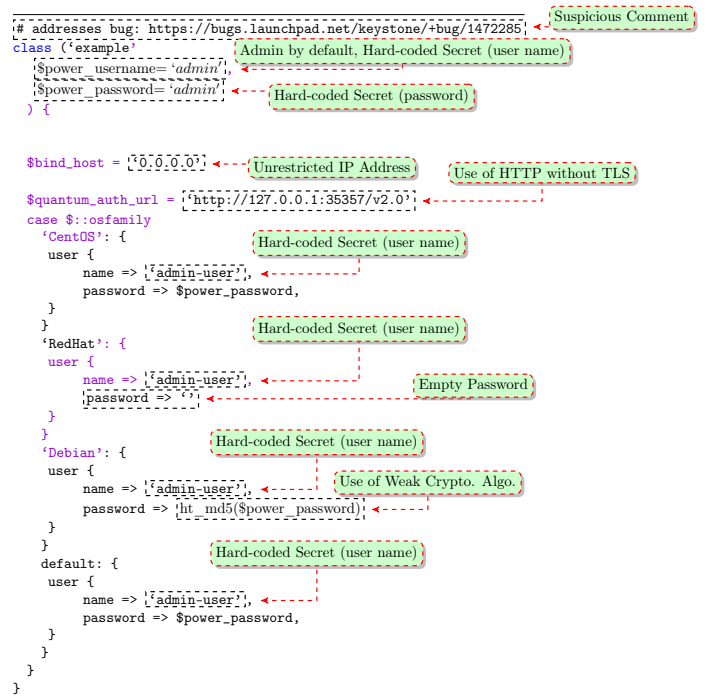 Suspicious Comment
# addresses bug: https://bugs.launchpad.net/keystone/+bug/1472285
class (‘example’
Admin by default, Hard-coded Secret (user name)
$power_username= ‘admin’,
$power_password= ‘admin’
Hard-coded Secret (password)
) {
$bind_host = ‘0.0.0.0’
Unrestricted IP Address
Use of HTTP without TLS
$quantum_auth_url = ‘http://127.0.0.1:35357/v2.0’
case $::osfamily
‘CentOS’: {
Hard-coded Secret (user name)
user {
name => ‘admin-user’,
password => $power_password,
}
}
Hard-coded Secret (user name)
‘RedHat’: {
user {
name => ‘admin-user’,
Empty Password
password => ‘’
}
}
Hard-coded Secret (user name)
‘Debian’: {
user {
Use of Weak Crypto. Algo.
name => ‘admin-user’,
password => ht_md5($power_password)
}
}
Hard-coded Secret (user name)
default: {
user {
name => ‘admin-user’,
password => $power_password,
}
}
}
}